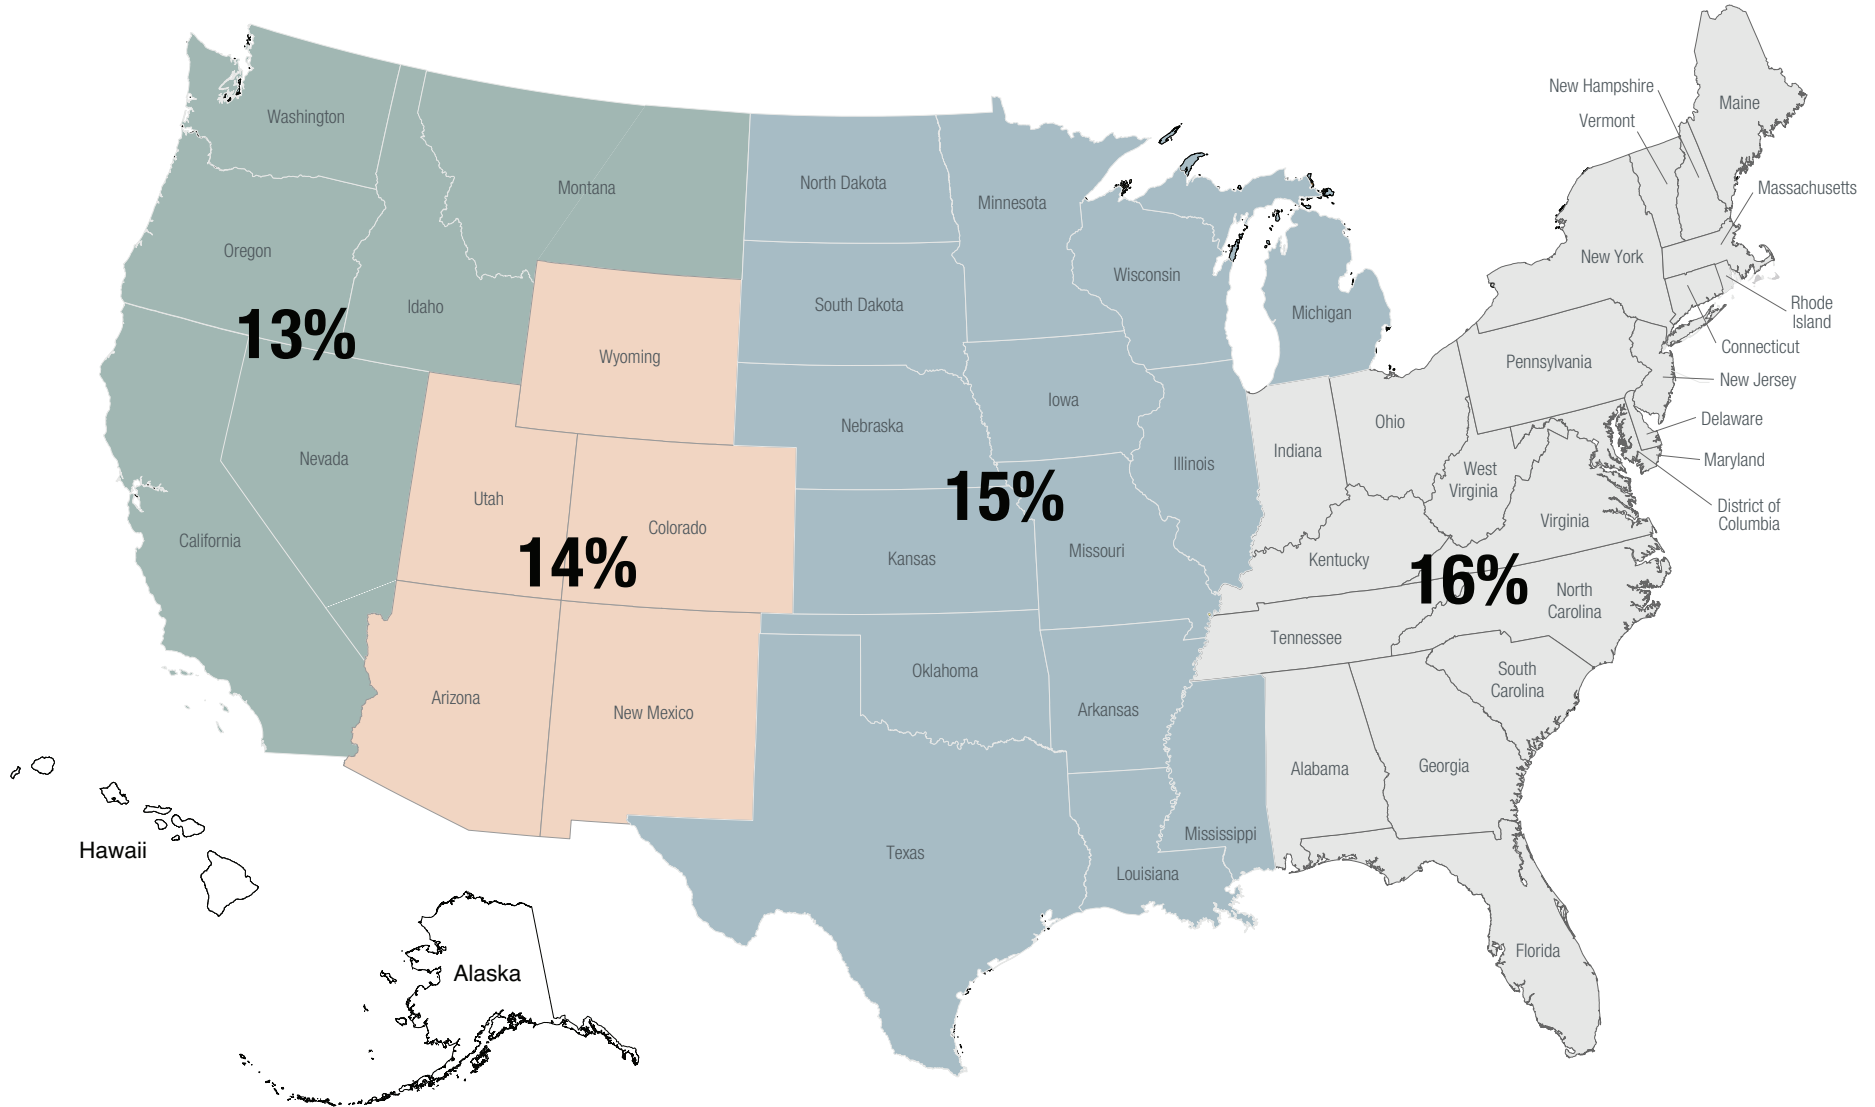 New Hampshire
Maine
Washington
Vermont
North Dakota
Montana
Massachusetts
Minnesota
Oregon
New York
Wisconsin
South Dakota
Idaho
Michigan
Rhode
Island
13%
Connecticut
Wyoming
Pennsylvania
New Jersey
Iowa
Nebraska
Ohio
Delaware
Nevada
Indiana
Illinois
West
Virginia
Maryland
Utah
15%
District of
Columbia
Colorado
Virginia
California
Missouri
Kansas
14%
Kentucky
16%
North
Carolina
Tennessee
Oklahoma
South
Carolina
Arizona
New Mexico
Arkansas
Alabama
Georgia
Mississippi
Hawaii
Texas
Louisiana
Florida
Alaska